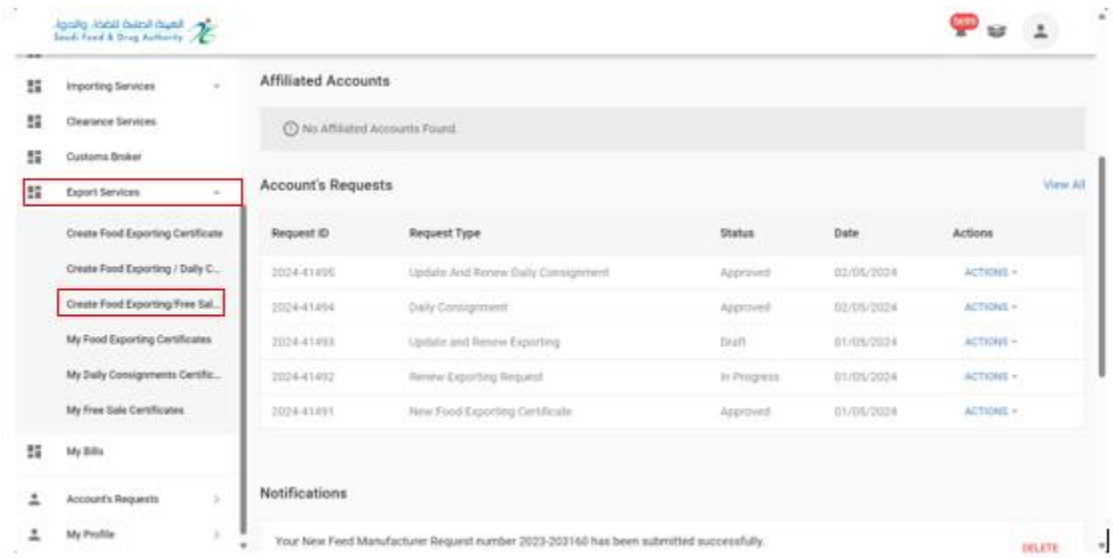 الهيئة العامة للغذاء والدواء
Saudi Food & Drug Authority
Importing Services
Clearance Services
Customs Broker
Export Services
Create Food Exporting Certificate
Create Food Exporting / Daily C...
Create Food Exporting/Free Sal...
My Food Exporting Certificates
My Daily Consignments Certific...
My Free Sale Certificates
My Bills
Account's Requests
My Profile
Affiliated Accounts
No Affiliated Accounts Found.
Account's Requests View All
Request ID Request Type Status Date Actions
2024-41495 Update And Renew Daily Consignment Approved 02/05/2024 ACTIONS
2024-41494 Daily Consignment Approved 02/05/2024 ACTIONS
2024-41493 Update and Renew Exporting Draft 01/05/2024 ACTIONS
2024-41492 Renew Exporting Request In Progress 01/05/2024 ACTIONS
2024-41491 New Food Exporting Certificate Approved 01/05/2024 ACTIONS
Notifications
Your New Feed Manufacturer Request number 2023-203160 has been submitted successfully.
DELETE